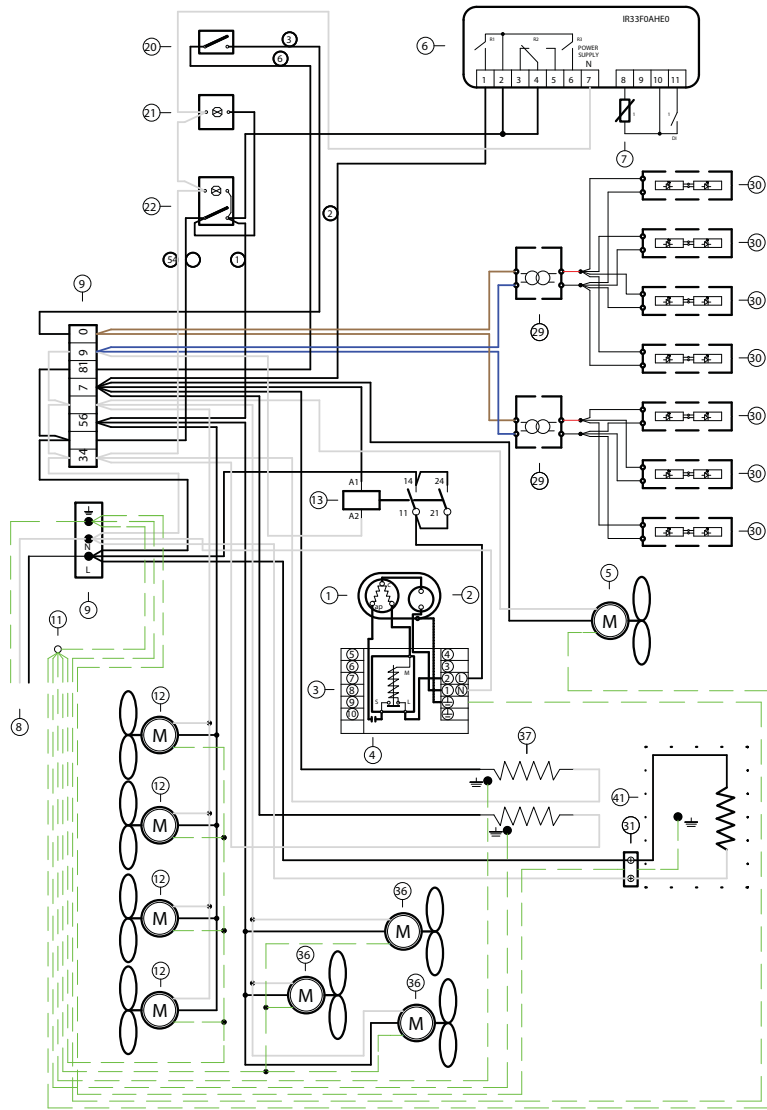 IR33F0AHE0
20
3
6
6
R1
R2
R3
POWER
SUPPLY
N
1 2 3 4 5 6 7 8 9 10 11
21
DI
7
22
2
30
54
1
30
9
29
30
0
9
81
7
56
34
30
30
29
30
30
A1
A2
13
14
24
11
21
N
L
9
5
M
1
2
11
3
5
6
7
8
9
10
4
3
2 L
1 N
M
S
L
4
8
12
M
37
12
M
41
31
12
M
36
M
12
M
36
M
36
M